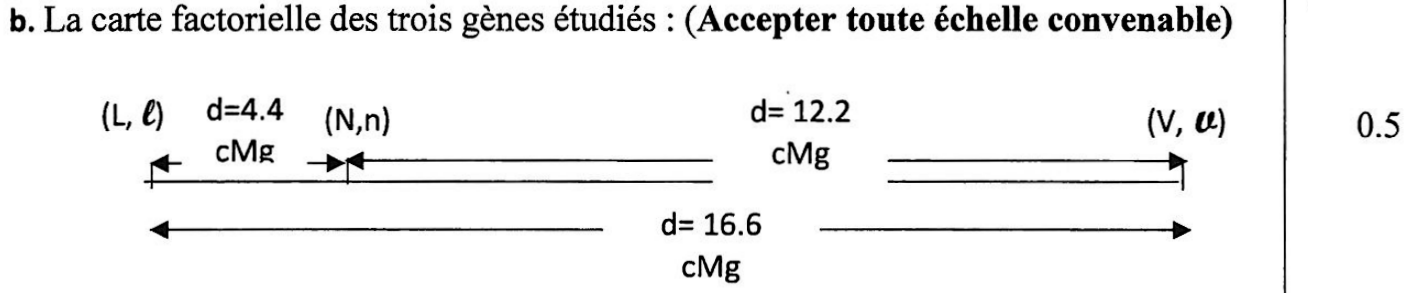 b. La carte factorielle des trois gènes étudiés : (Accepter toute échelle convenable)
(L, ℓ) d=4.4 (N,n) d= 12.2 (V, v) 0.5
cMg cMg
d= 16.6
cMg